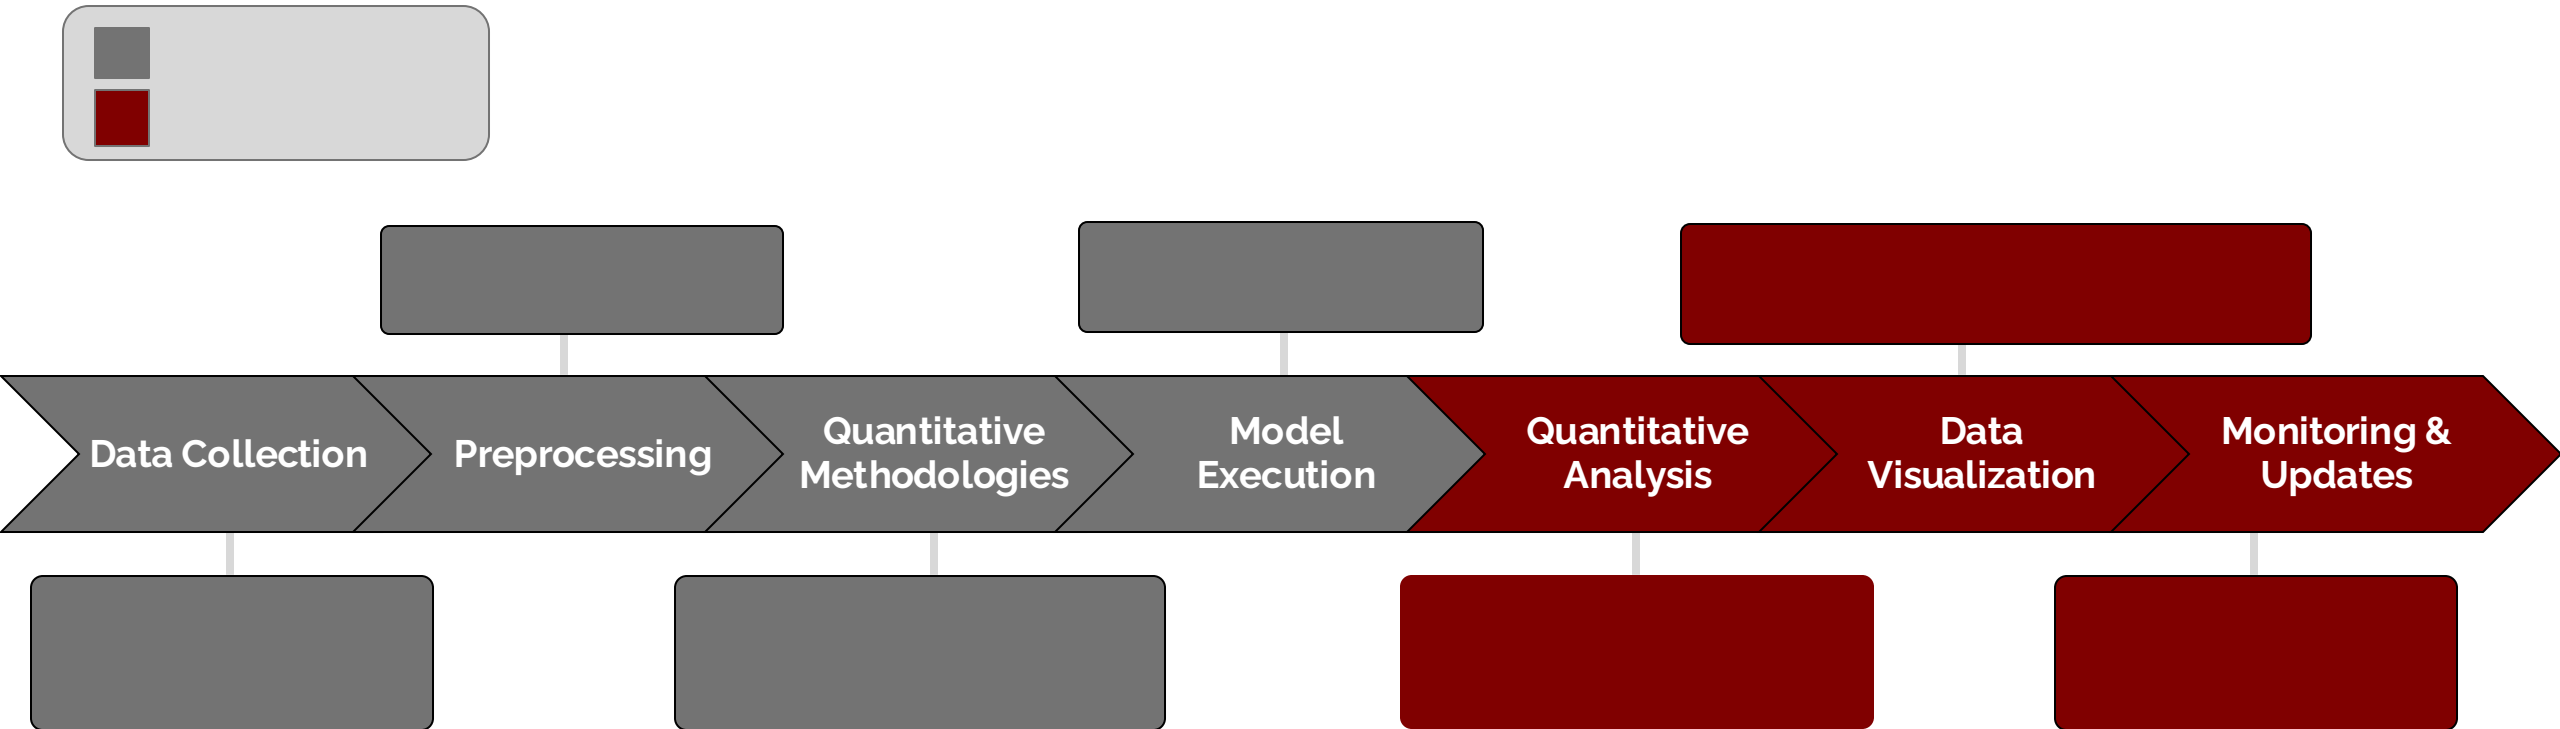 Data Collection
Preprocessing
Quantitative
Methodologies
Model
Execution
Quantitative
Analysis
Data
Visualization
Monitoring &
Updates